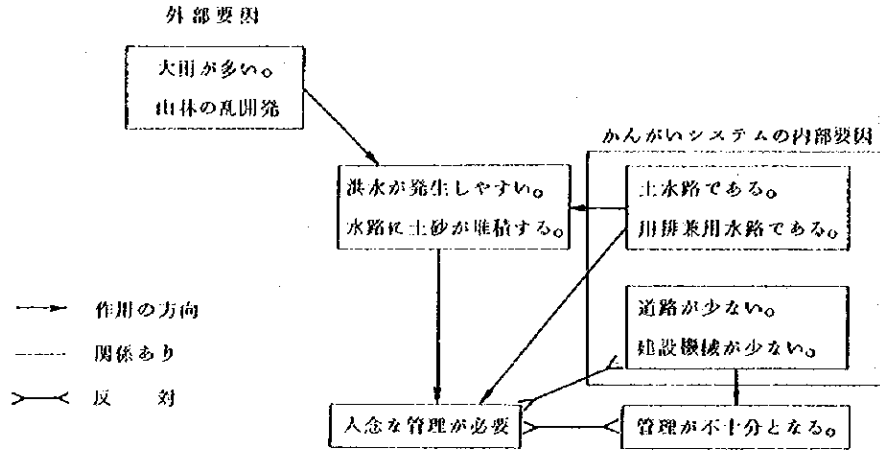 外部要因
大雨が多い。
山林の乱開発
かんがいシステムの内部要因
洪水が発生しやすい。
水路に土砂が堆積する。
土水路である。
用排兼用水路である。
道路が少ない。
建設機械が少ない。
作用の方向
関係あり
反 対
入念な管理が必要
管理が不十分となる。